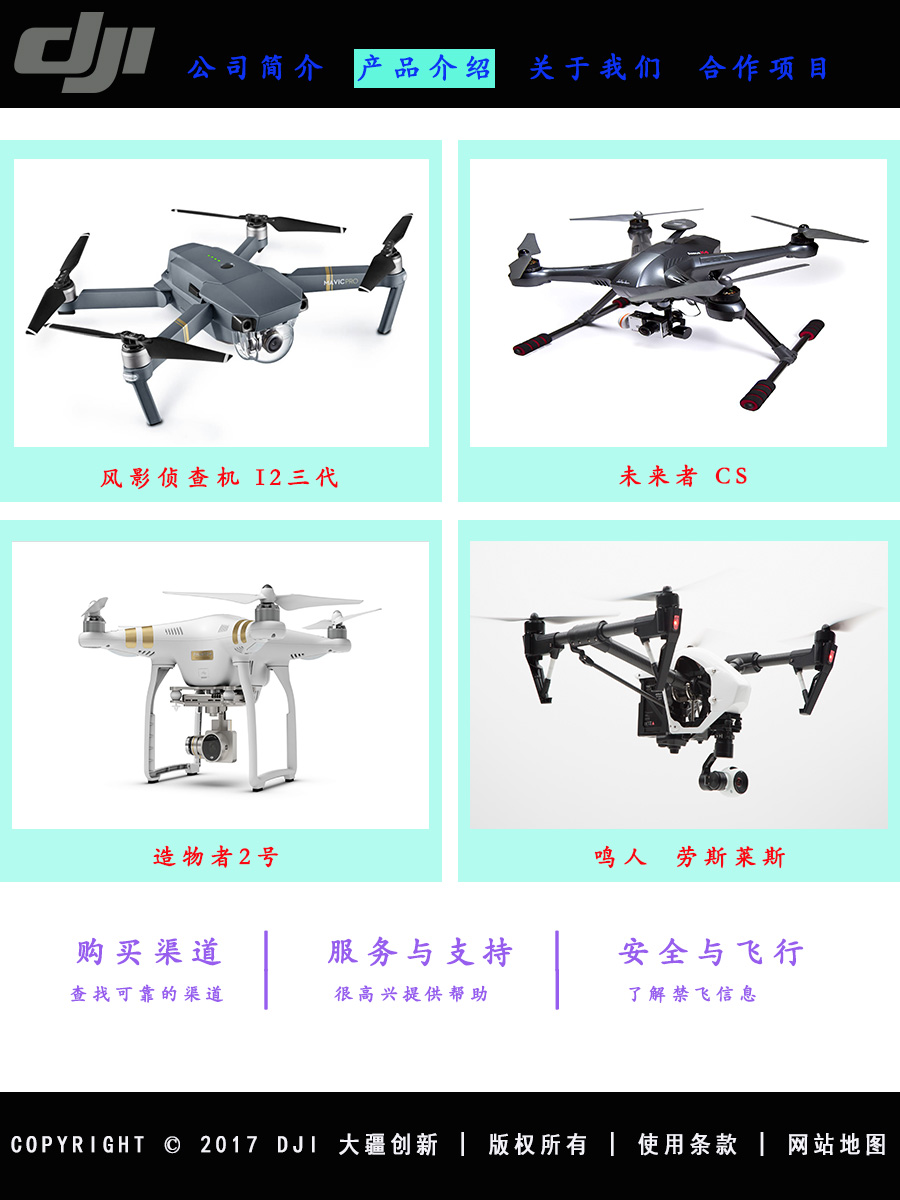 dji
公司简介 产品介绍 关于我们 合作项目
MAVIC PRO
风影侦查机 I2三代
未来者 CS
造物者2号
鸣人 劳斯莱斯
购买渠道 服务与支持 安全与飞行
查找可靠的渠道 很高兴提供帮助 了解禁飞信息
COPYRIGHT © 2017 DJI 大疆创新 | 版权所有 | 使用条款 | 网站地图